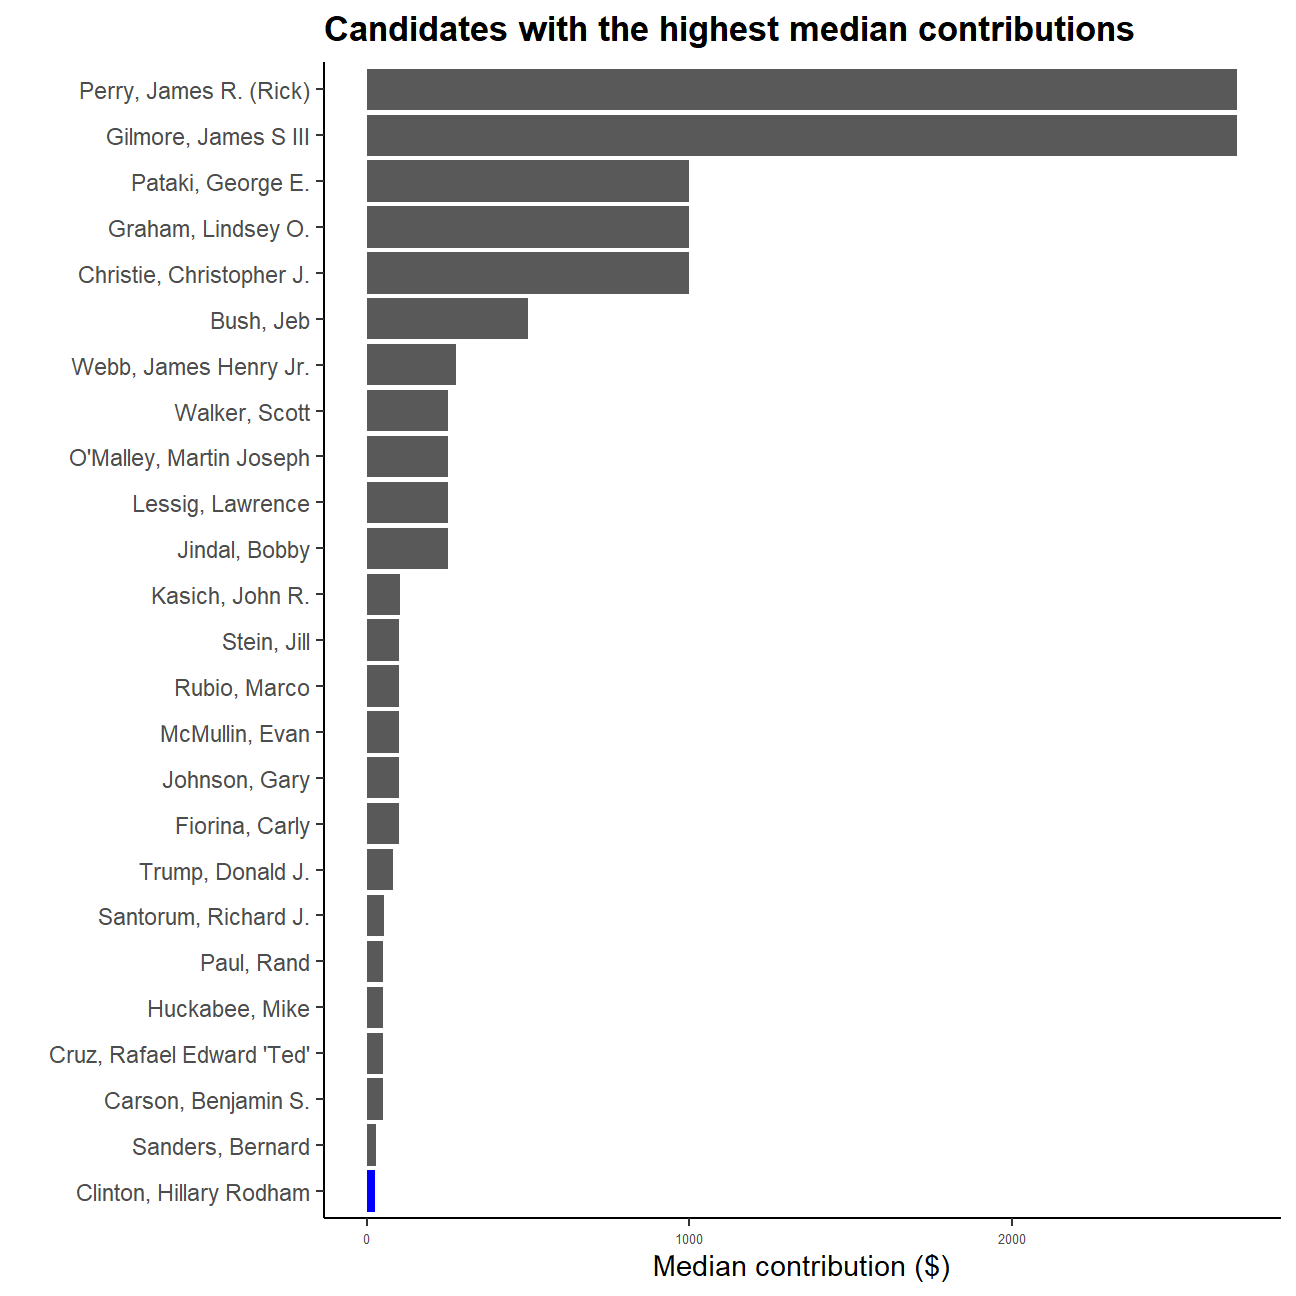 Candidates with the highest median contributions
Perry, James R. (Rick)
Gilmore, James S III
Pataki, George E.
Graham, Lindsey O.
Christie, Christopher J.
Bush, Jeb
Webb, James Henry Jr.
Walker, Scott
O'Malley, Martin Joseph
Lessig, Lawrence
Jindal, Bobby
Kasich, John R.
Stein, Jill
Rubio, Marco
McMullin, Evan
Johnson, Gary
Fiorina, Carly
Trump, Donald J.
Santorum, Richard J.
Paul, Rand
Huckabee, Mike
Cruz, Rafael Edward 'Ted'
Carson, Benjamin S.
Sanders, Bernard
Clinton, Hillary Rodham
0 1000 2000
Median contribution ($)